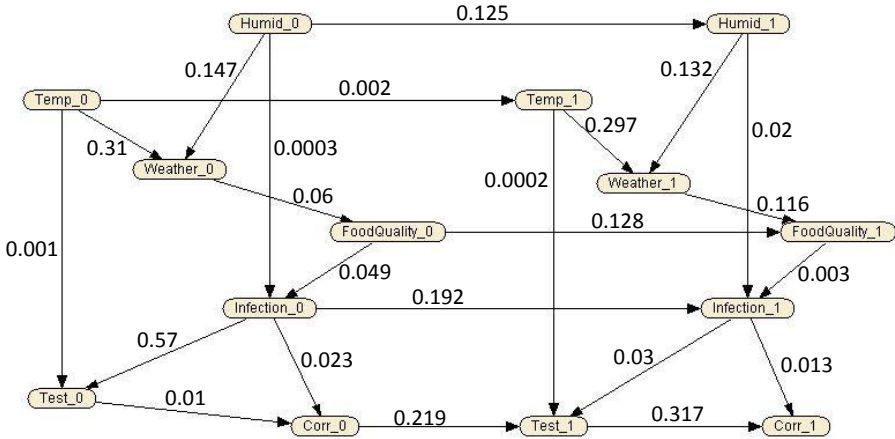 Humid_0
0.125
Humid_1
0.147
0.132
Temp_0
0.002
Temp_1
0.31
0.0003
0.297
0.02
Weather_0
Weather_1
0.0002
0.06
0.116
FoodQuality_0
0.128
FoodQuality_1
0.001
0.049
0.003
Infection_0
0.192
Infection_1
0.57
0.023
0.03
0.013
Test_0
0.01
Corr_0
0.219
Test_1
0.317
Corr_1